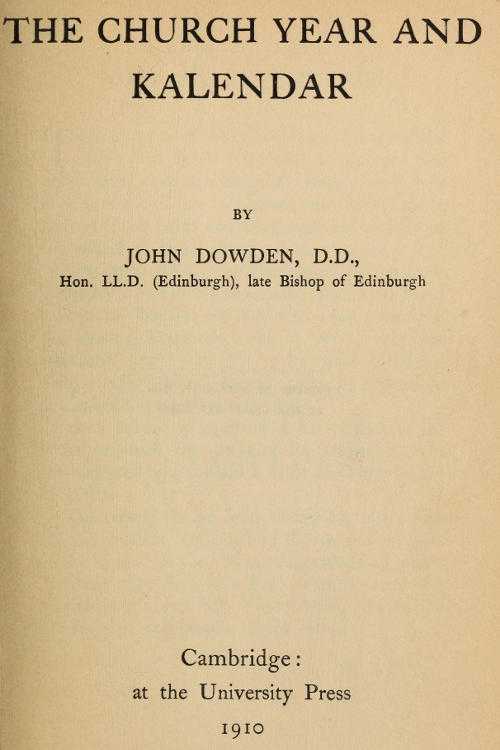 THE CHURCH YEAR AND
KALENDAR
BY
JOHN DOWDEN, D.D.,
Hon. LL.D. (Edinburgh), late Bishop of Edinburgh
Cambridge:
at the University Press
1910